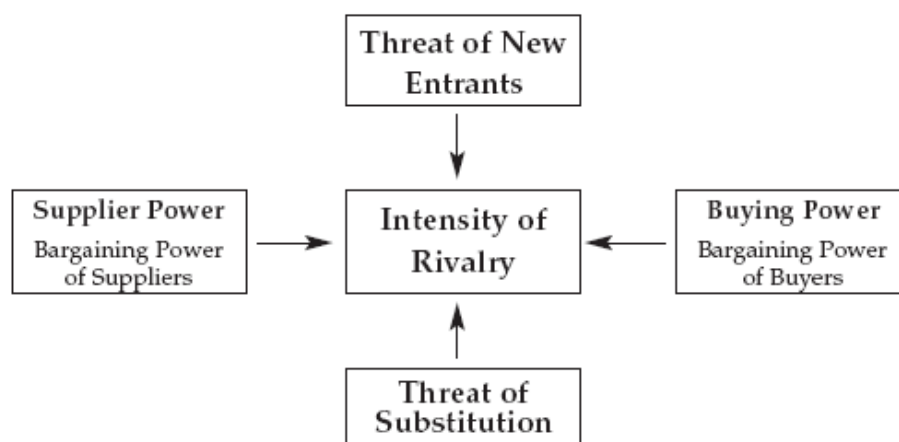 Threat of New
Entrants
Supplier Power
Bargaining Power
of Suppliers
Intensity of
Rivalry
Buying Power
Bargaining Power
of Buyers
Threat of
Substitution